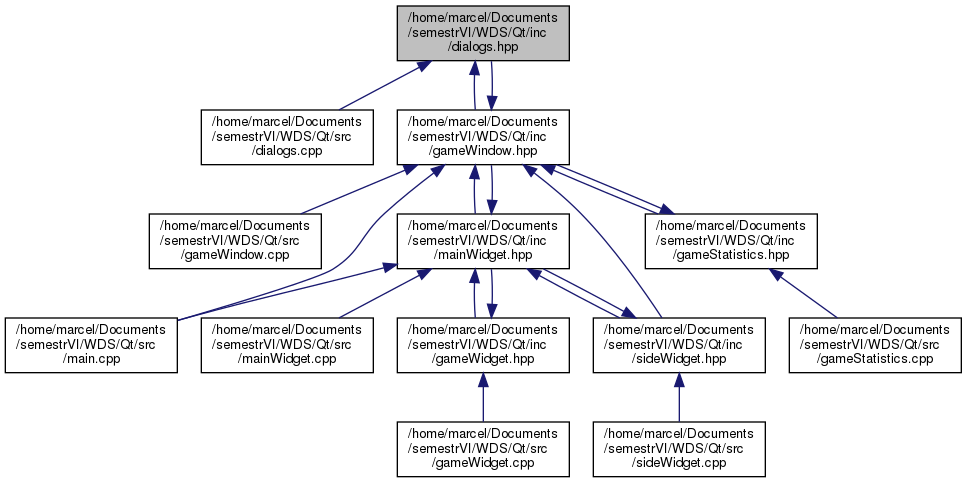 /home/marcel/Documents
/semestrVI/WDS/Qt/inc
/dialogs.hpp
/home/marcel/Documents
/semestrVI/WDS/Qt/src
/dialogs.cpp
/home/marcel/Documents
/semestrVI/WDS/Qt/inc
/gameWindow.hpp
/home/marcel/Documents
/semestrVI/WDS/Qt/src
/gameWindow.cpp
/home/marcel/Documents
/semestrVI/WDS/Qt/inc
/mainWidget.hpp
/home/marcel/Documents
/semestrVI/WDS/Qt/inc
/gameStatistics.hpp
/home/marcel/Documents
/semestrVI/WDS/Qt/src
/main.cpp
/home/marcel/Documents
/semestrVI/WDS/Qt/src
/mainWidget.cpp
/home/marcel/Documents
/semestrVI/WDS/Qt/inc
/gameWidget.hpp
/home/marcel/Documents
/semestrVI/WDS/Qt/inc
/sideWidget.hpp
/home/marcel/Documents
/semestrVI/WDS/Qt/src
/gameStatistics.cpp
/home/marcel/Documents
/semestrVI/WDS/Qt/src
/gameWidget.cpp
/home/marcel/Documents
/semestrVI/WDS/Qt/src
/sideWidget.cpp